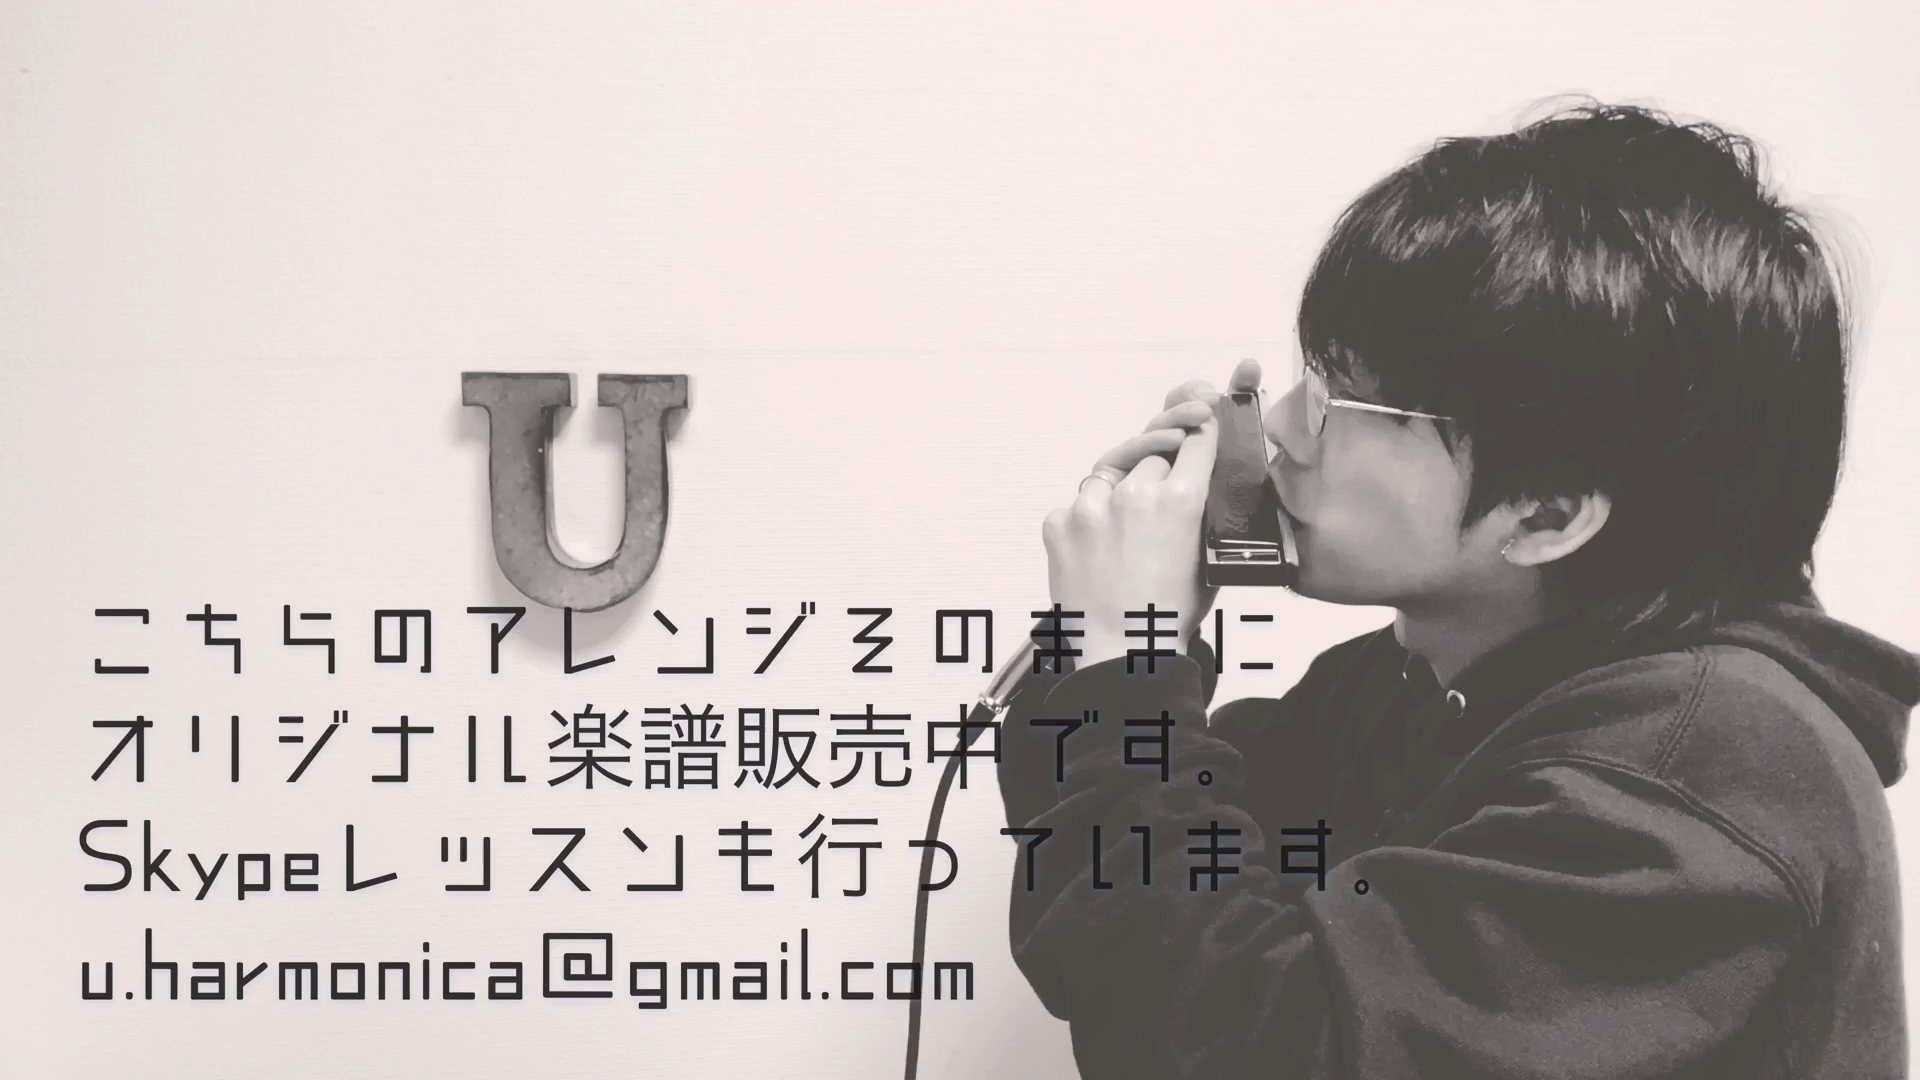 U
こちらのアレンジそのままに
オリジナル楽譜販売中です。
Skypeレッスンも行っています。
u.harmonica@gmail.com